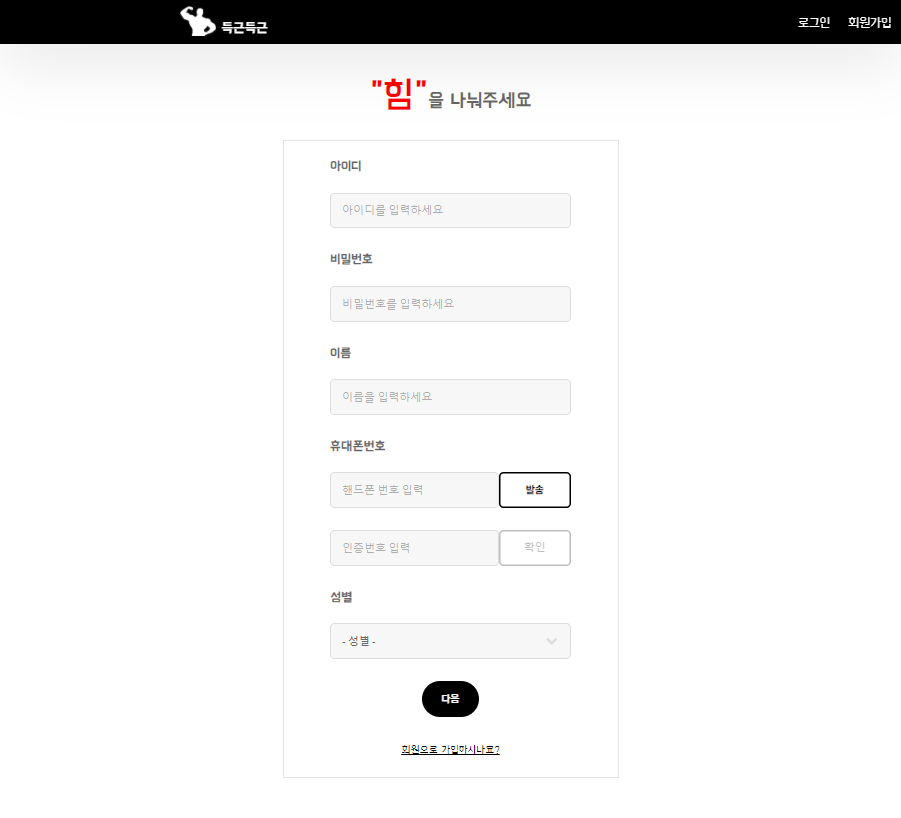 득근득근
로그인 회원가입
"힘"을 나눠주세요
아이디
아이디를 입력하세요
비밀번호
비밀번호를 입력하세요
이름
이름을 입력하세요
휴대폰번호
핸드폰 번호 입력 발송
인증번호 입력 확인
성별
- 성별 -
다음
회원으로 가입하시나요?